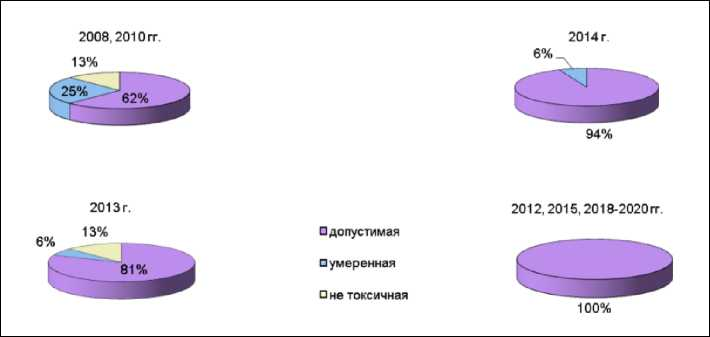 2008, 2010 гг.
13%
25%
62%
2014 г.
6%
94%
2013 г.
13%
6%
81%
допустимая
умеренная
не токсичная
2012, 2015, 2018-2020 гг.
100%